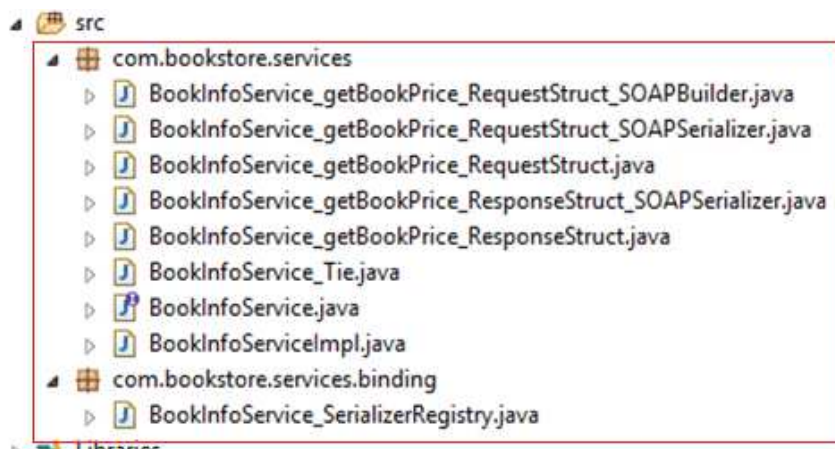 src
com.bookstore.services
BookInfoService_getBookPrice_RequestStruct_SOAPBuilder.java
BookInfoService_getBookPrice_RequestStruct_SOAPSerializer.java
BookInfoService_getBookPrice_RequestStruct.java
BookInfoService_getBookPrice_ResponseStruct_SOAPSerializer.java
BookInfoService_getBookPrice_ResponseStruct.java
BookInfoService_Tie.java
BookInfoService.java
BookInfoServiceImpl.java
com.bookstore.services.binding
BookInfoService_SerializerRegistry.java
Libraries